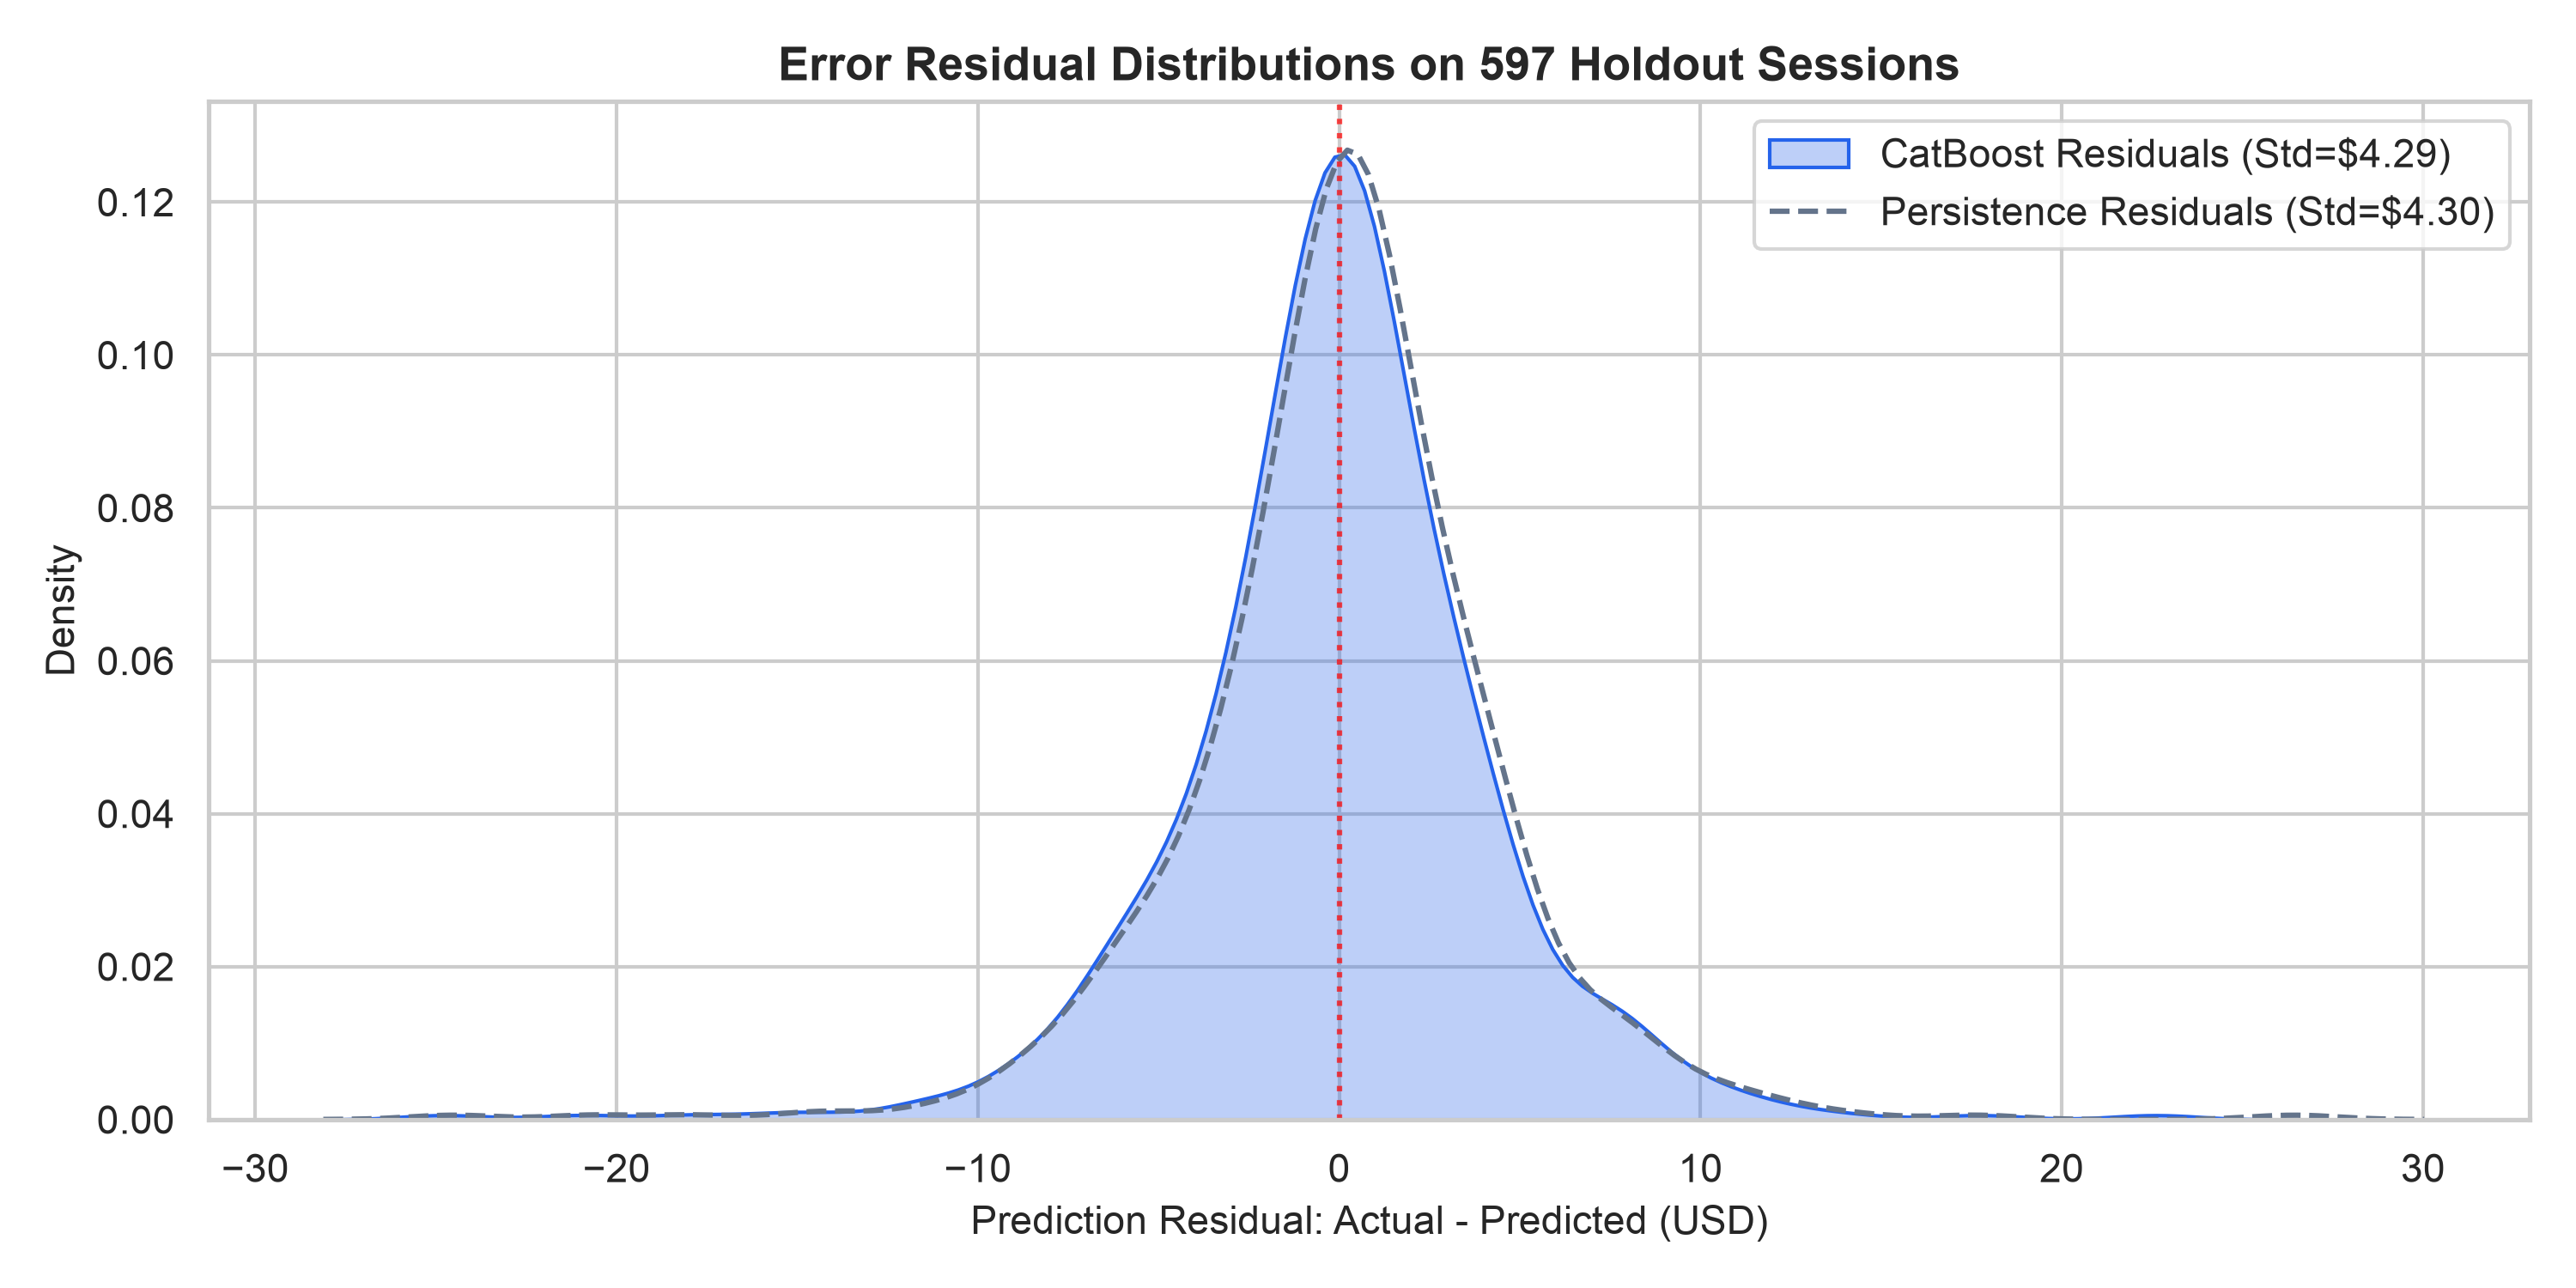 Error Residual Distributions on 597 Holdout Sessions
CatBoost Residuals (Std=$4.29)
Persistence Residuals (Std=$4.30)
Density
0.12
0.10
0.08
0.06
0.04
0.02
0.00
−30 −20 −10 0 10 20 30
Prediction Residual: Actual - Predicted (USD)